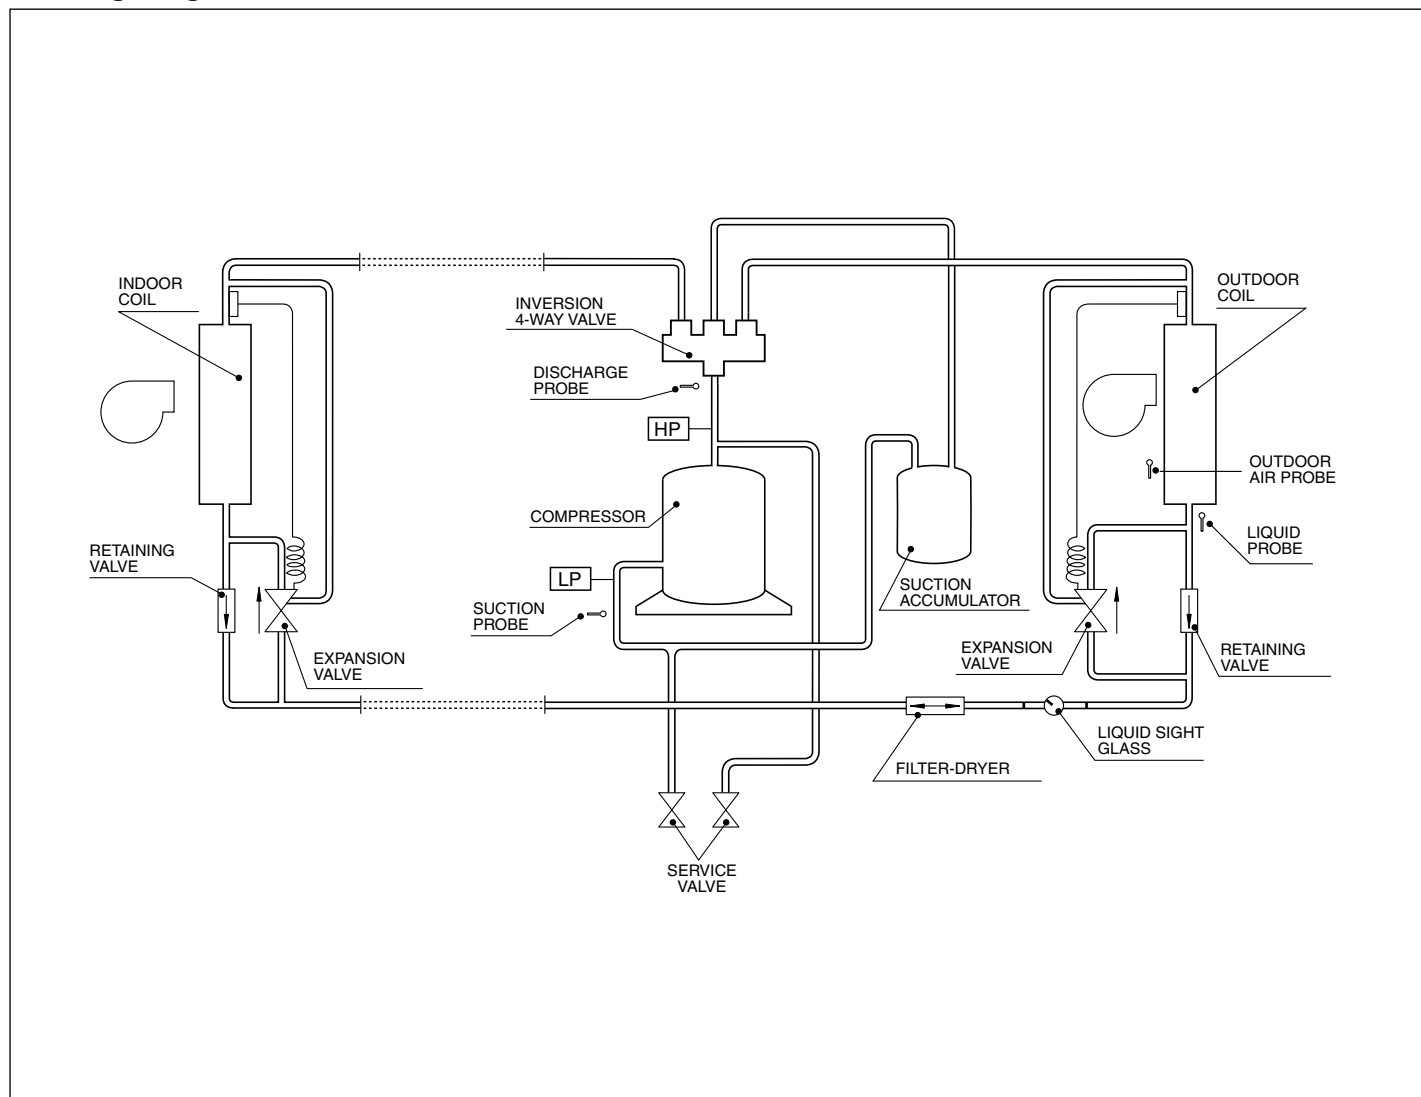 INDOOR
COIL
INVERSION
4-WAY VALVE
OUTDOOR
COIL
DISCHARGE
PROBE
HP
OUTDOOR
AIR PROBE
COMPRESSOR
LIQUID
PROBE
RETAINING
VALVE
LP
SUCTION
ACCUMULATOR
SUCTION
PROBE
EXPANSION
VALVE
EXPANSION
VALVE
RETAINING
VALVE
LIQUID SIGHT
GLASS
FILTER-DRYER
SERVICE
VALVE